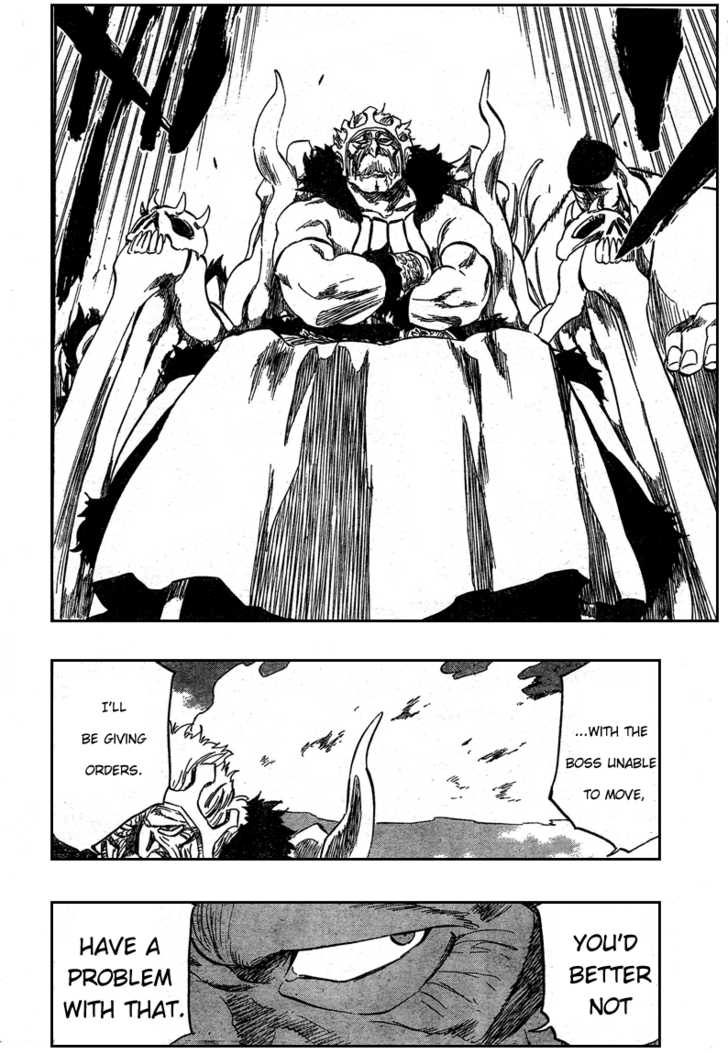 ...WITH THE
BOSS UNABLE
TO MOVE,
I'LL
BE GIVING
ORDERS.
YOU'D
BETTER
NOT
HAVE A
PROBLEM
WITH THAT.